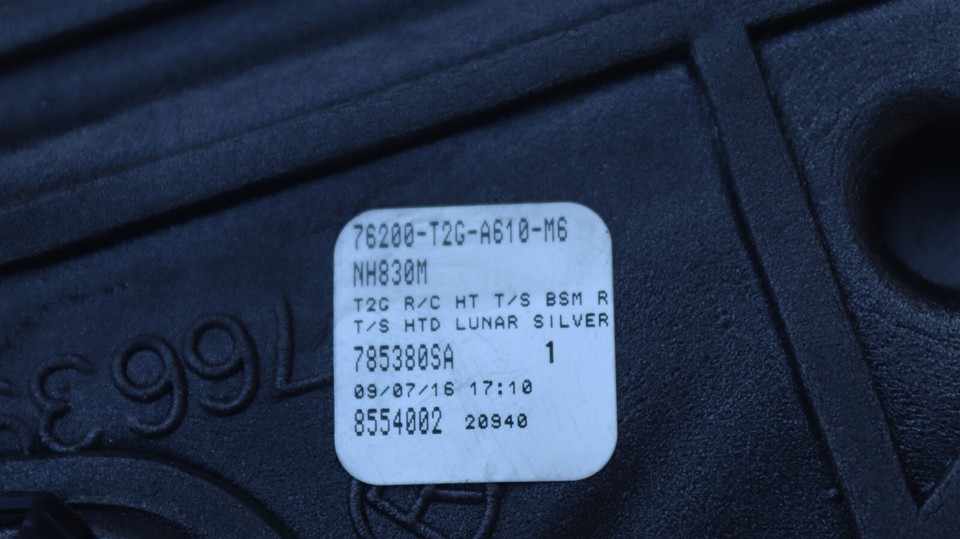 76200-T2G-A610-M6
NH830M
T2G R/C HT T/S BSM R
T/S HTD LUNAR SILVER
785380SA 1
09/07/16 17:10
8554002 20940